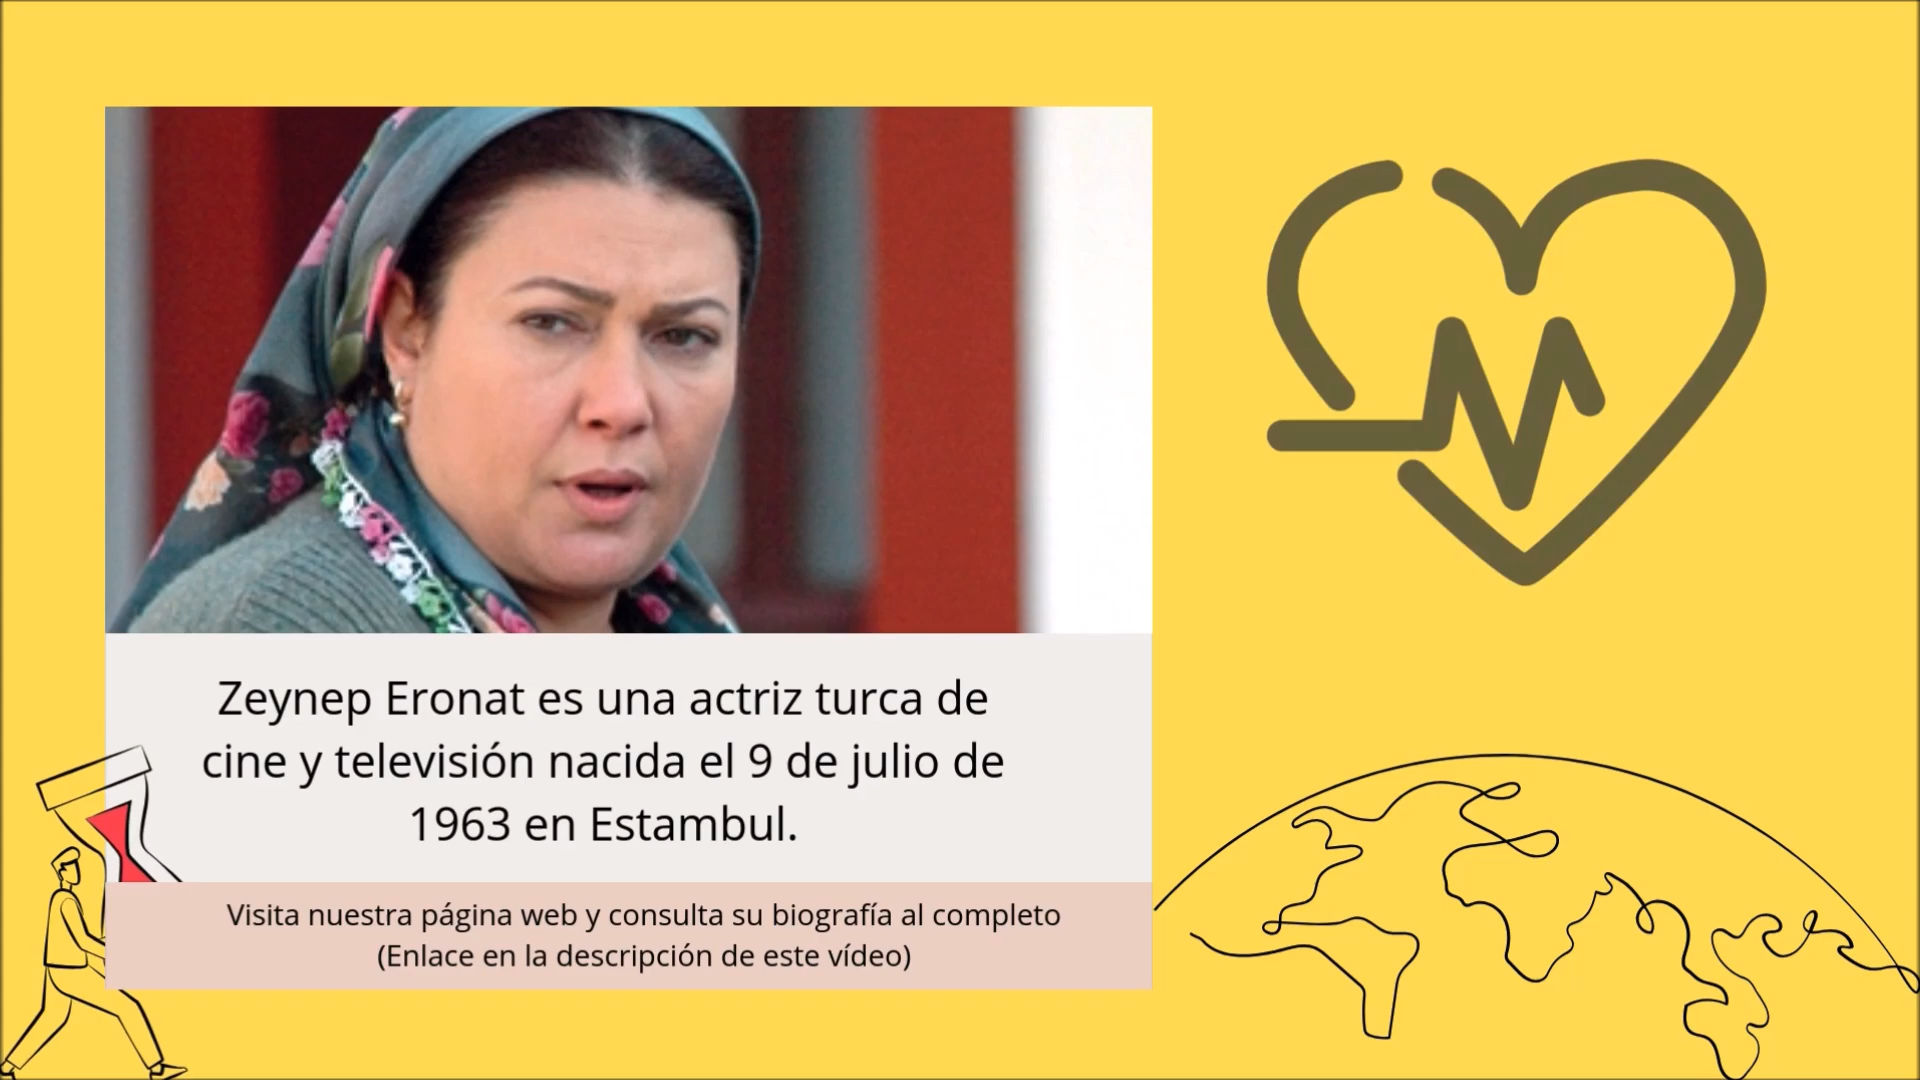 Zeynep Eronat es una actriz turca de
cine y televisión nacida el 9 de julio de
1963 en Estambul.
Visita nuestra página web y consulta su biografía al completo
(Enlace en la descripción de este vídeo)